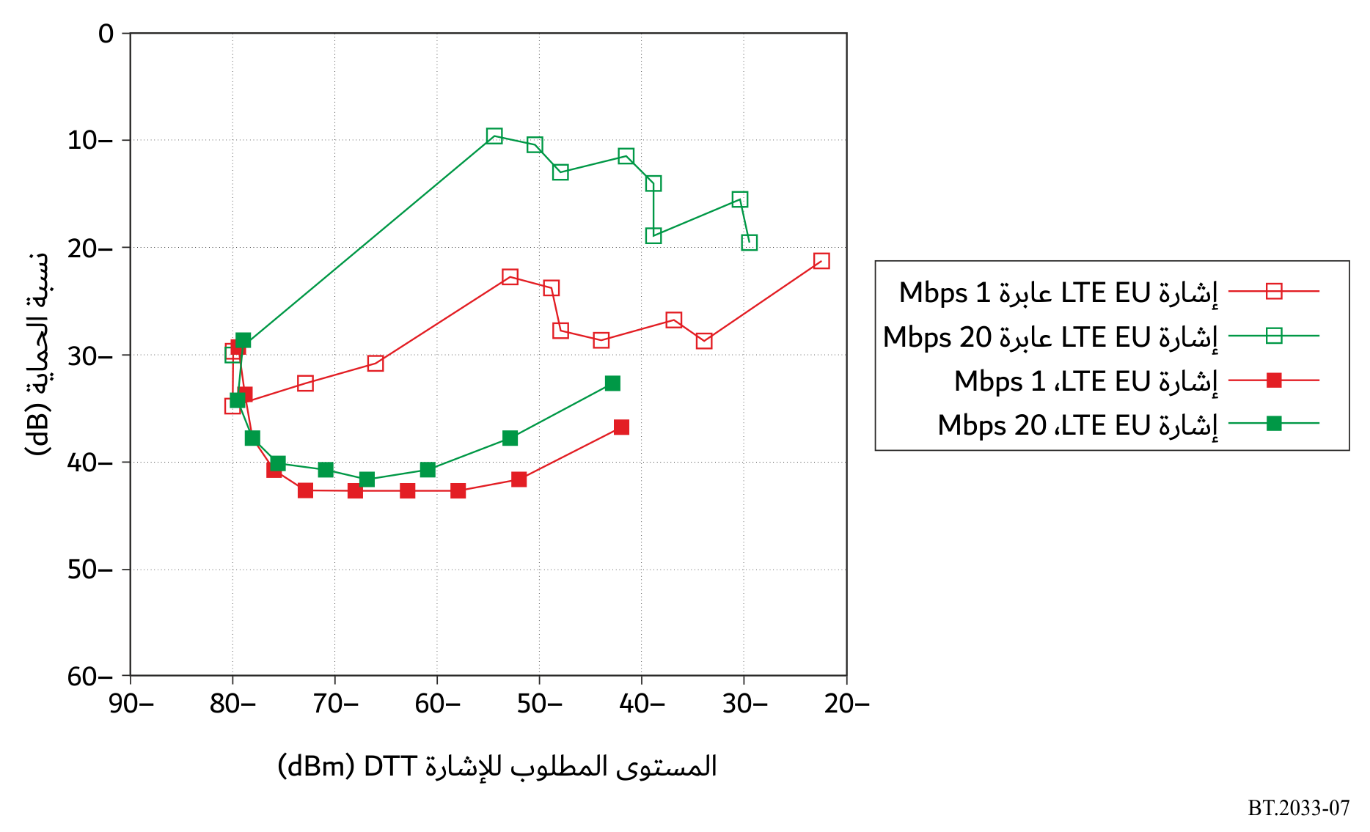 0
10–
20–
30–
40–
50–
60–
90– 80– 70– 60– 50– 40– 30– 20–
نسبة الحماية (dB)
المستوى المطلوب للإشارة DTT (dBm)
إشارة LTE EU عابرة 1 Mbps
إشارة LTE EU عابرة 20 Mbps
إشارة LTE EU، 1 Mbps
إشارة LTE EU، 20 Mbps
BT.2033-07